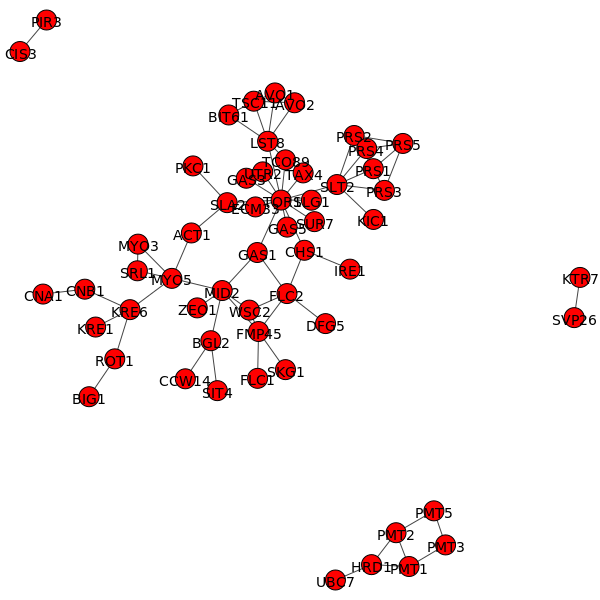 PIR3
CIS3
AVO1
TSC11
AVO2
BIT61
PRS2
LST8
PRS4
PRS5
TCO89
PKC1
PRS1
UTR2
TAX4
GAS3
SLT2
PRS3
TOR1
SLG1
SLA2
ECM33
KIC1
SUR7
GAS5
ACT1
MYO3
GAS1
CHS1
SRL1
IRE1
MYO5
KTR7
CNA1
CNB1
MID2
FLC2
ZEO1
WSC2
KRE6
SVP26
KRE1
DFG5
FMP45
BGL2
ROT1
SKG1
CCW14
FLC1
SIT4
BIG1
PMT5
PMT2
PMT3
HRD1
PMT1
UBC7